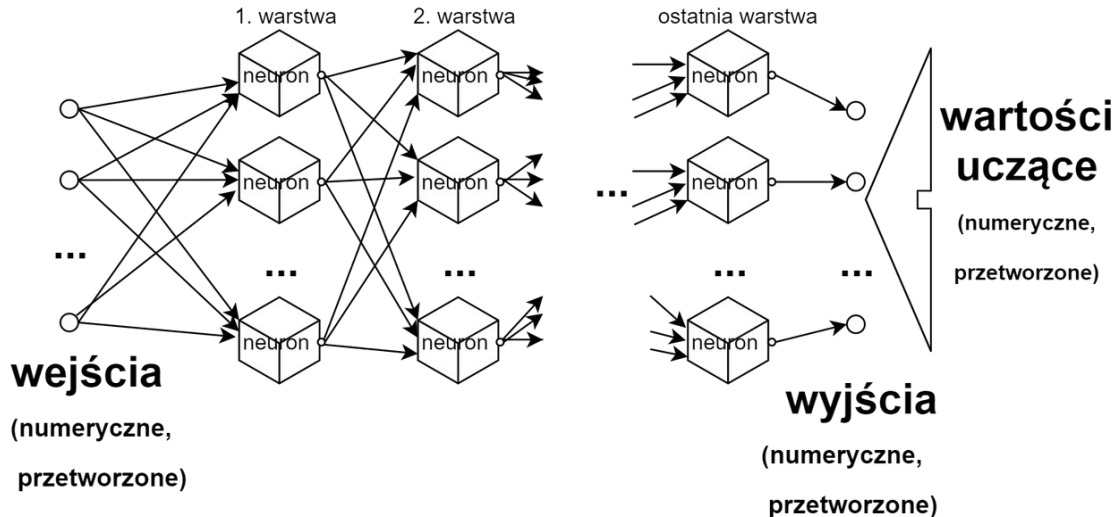 1. warstwa 2. warstwa ostatnia warstwa
neuron neuron neuron
neuron neuron ... neuron
... ... ... ... ...
neuron neuron neuron
wejścia
(numeryczne,
przetworzone)
wyjścia
(numeryczne,
przetworzone)
wartości
uczące
(numeryczne,
przetworzone)